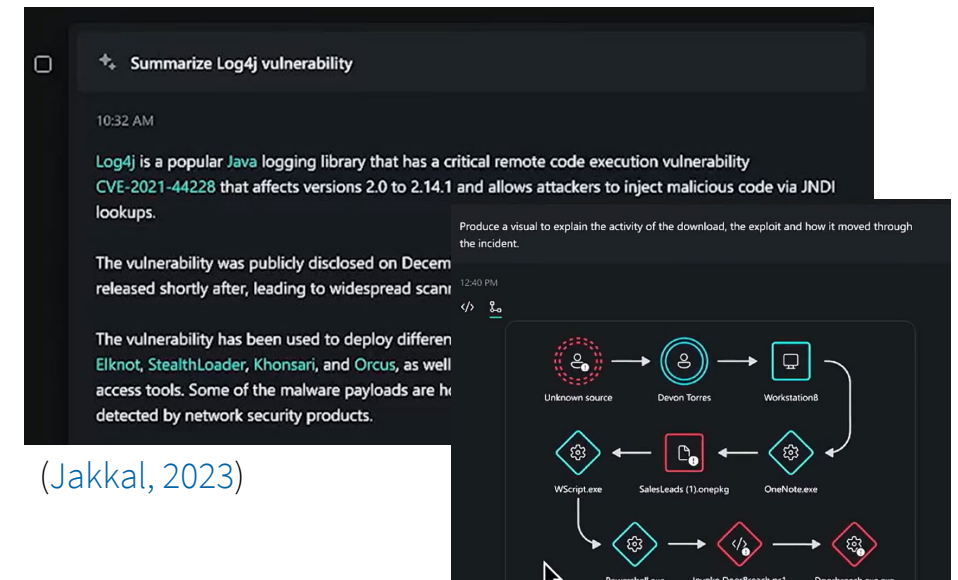 Summarize Log4j vulnerability
10:32 AM
Log4j is a popular Java logging library that has a critical remote code execution vulnerability
CVE-2021-44228 that affects versions 2.0 to 2.14.1 and allows attackers to inject malicious code via JNDI
lookups.
The vulnerability was publicly disclosed on Decem
released shortly after, leading to widespread scann
The vulnerability has been used to deploy differen
Elknot, StealthLoader, Khonsari, and Orcus, as well
access tools. Some of the malware payloads are h
detected by network security products.
(Jakkal, 2023)
Produce a visual to explain the activity of the download, the exploit and how it moved through
the incident.
12:40 PM
Unknown source
Devon Torres
Workstation8
WScript.exe
SalesLeads (1).onepkg
OneNote.exe